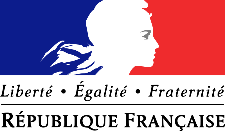 Liberté • Égalité • Fraternité
RÉPUBLIQUE FRANÇAISE